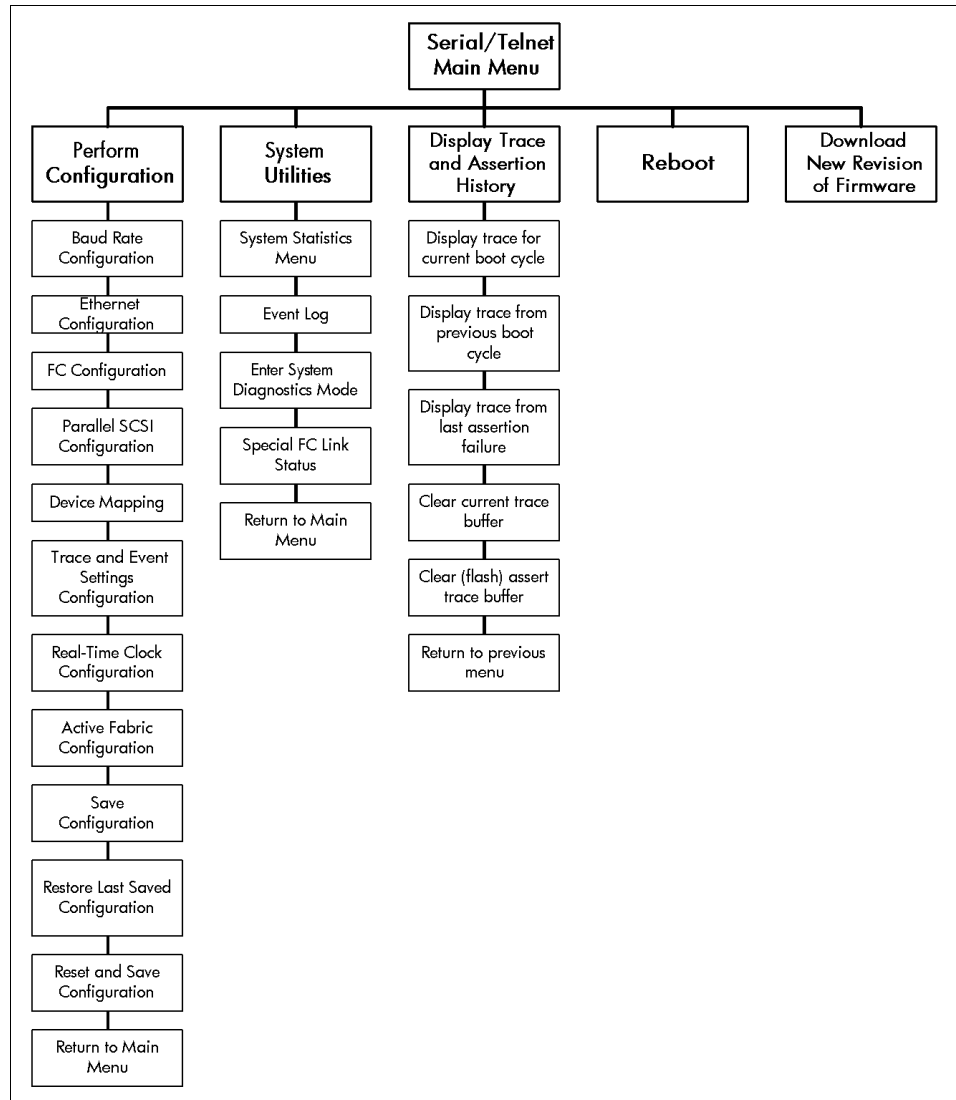 Serial/Telnet
Main Menu
Perform
Configuration
System
Utilities
Display Trace
and Assertion
History
Reboot
Download
New Revision
of Firmware
Baud Rate
Configuration
Ethernet
Configuration
FC Configuration
Parallel SCSI
Configuration
Device Mapping
Trace and Event
Settings
Configuration
Real-Time Clock
Configuration
Active Fabric
Configuration
Save
Configuration
Restore Last Saved
Configuration
Reset and Save
Configuration
Return to Main
Menu
System Statistics
Menu
Event Log
Enter System
Diagnostics Mode
Special FC Link
Status
Return to Main
Menu
Display trace for
current boot cycle
Display trace from
previous boot
cycle
Display trace from
last assertion
failure
Clear current trace
buffer
Clear (flash) assert
trace buffer
Return to previous
menu